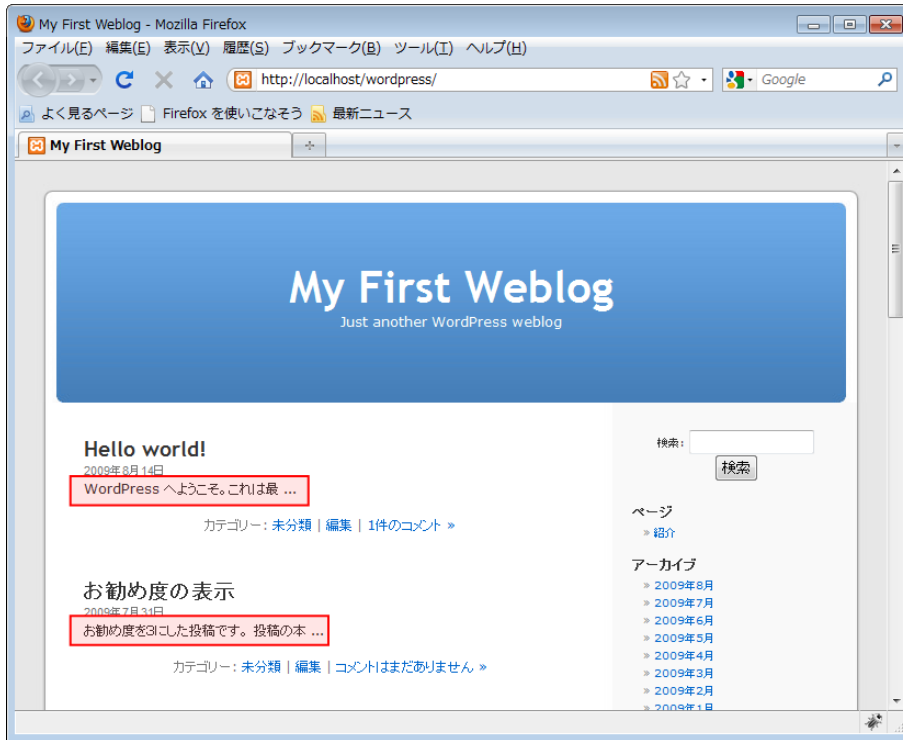 My First Weblog - Mozilla Firefox
ファイル(F) 編集(E) 表示(V) 履歴(S) ブックマーク(B) ツール(T) ヘルプ(H)
http://localhost/wordpress/ Google
よく見るページ Firefox を使いこなそう 最新ニュース
My First Weblog
My First Weblog
Just another WordPress weblog
Hello world!
2009年8月14日
WordPress へようこそ。これは最 ...
カテゴリー: 未分類 | 編集 | 1件のコメント »
お勧め度の表示
2009年7月31日
お勧め度を3にした投稿です。投稿の本 ...
カテゴリー: 未分類 | 編集 | コメントはまだありません »
検索:
検索
ページ
» 紹介
アーカイブ
» 2009年8月
» 2009年7月
» 2009年6月
» 2009年5月
» 2009年4月
» 2009年3月
» 2009年2月
» 2009年1月